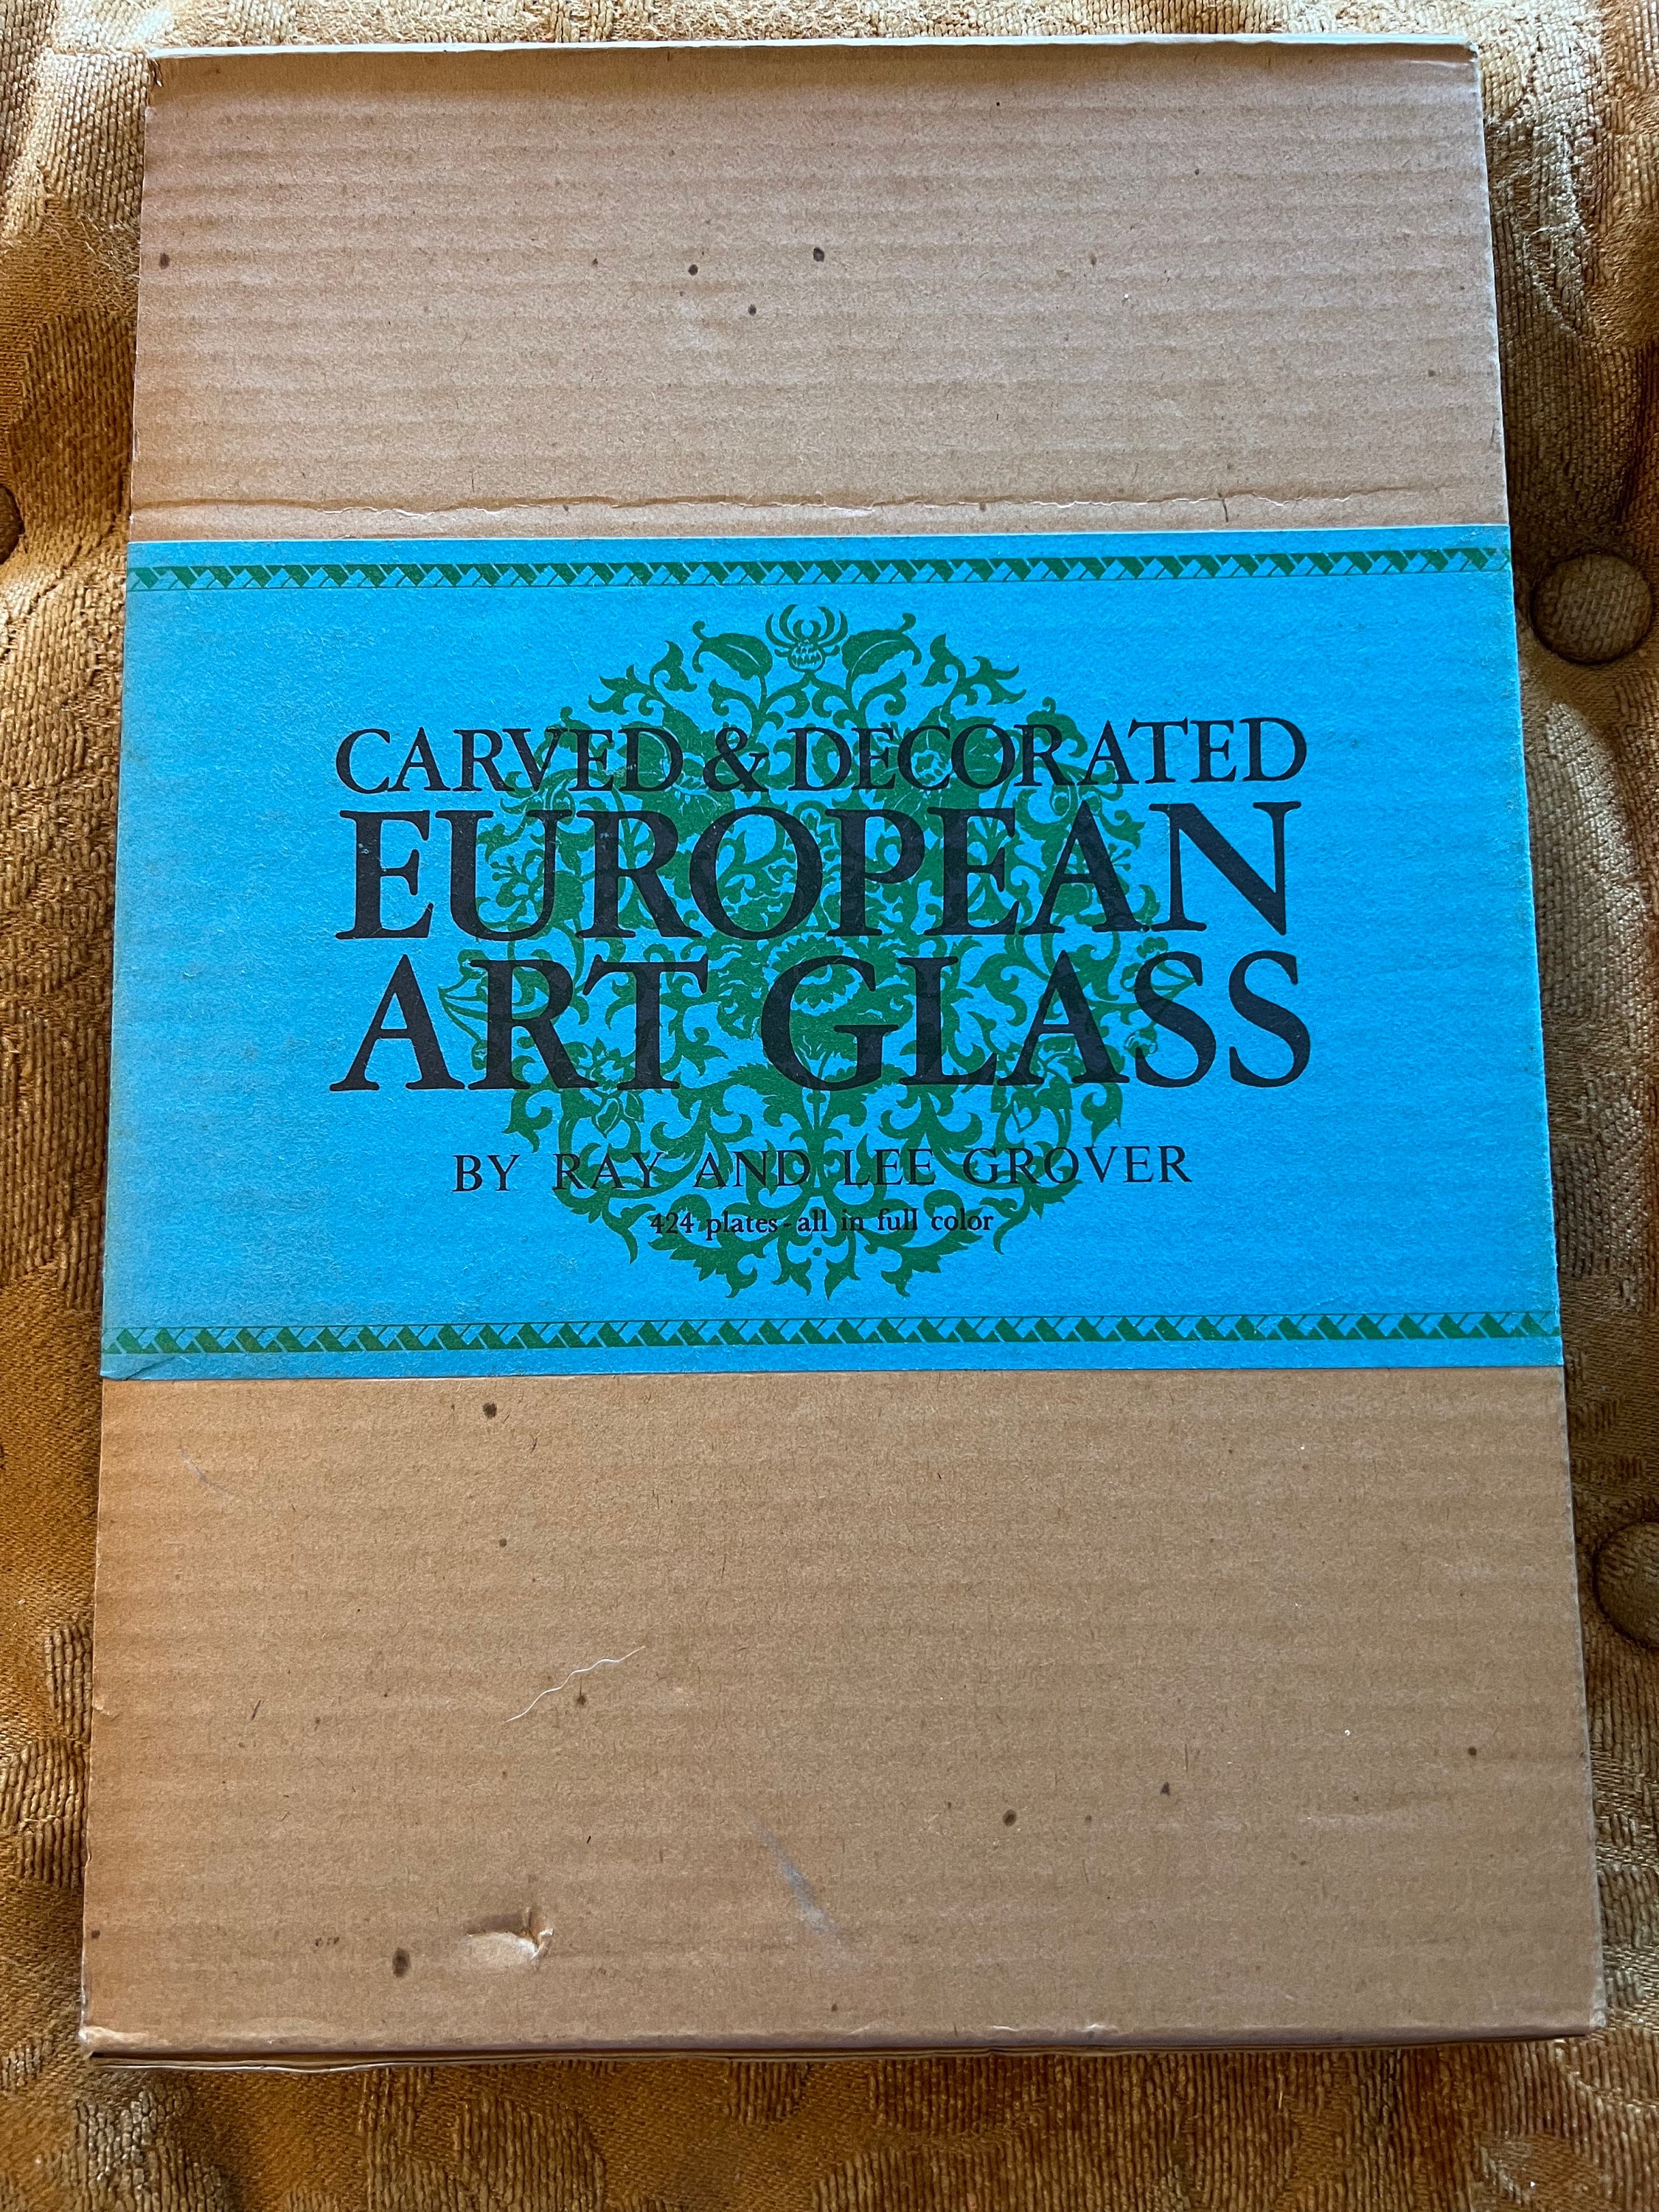 CARVED & DECORATED
EUROPEAN
ART GLASS
BY RAY AND LEE GROVER
424 plates - all in full color